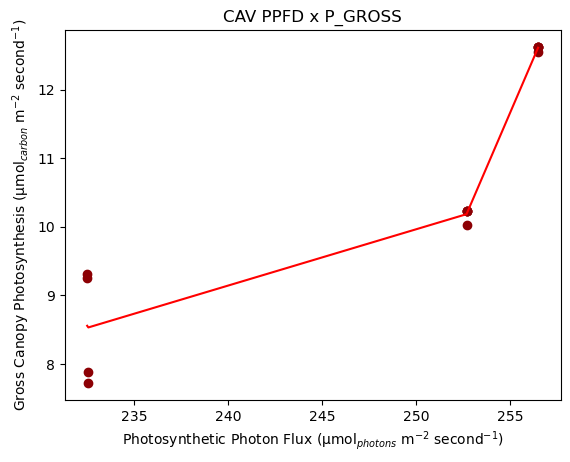 CAV PPFD x P_GROSS
Gross Canopy Photosynthesis (μmol$_{carbon}$ m$^{-2}$ second$^{-1}$)
12
11
10
9
8
235 240 245 250 255
Photosynthetic Photon Flux (μmol$_{photons}$ m$^{-2}$ second$^{-1}$)